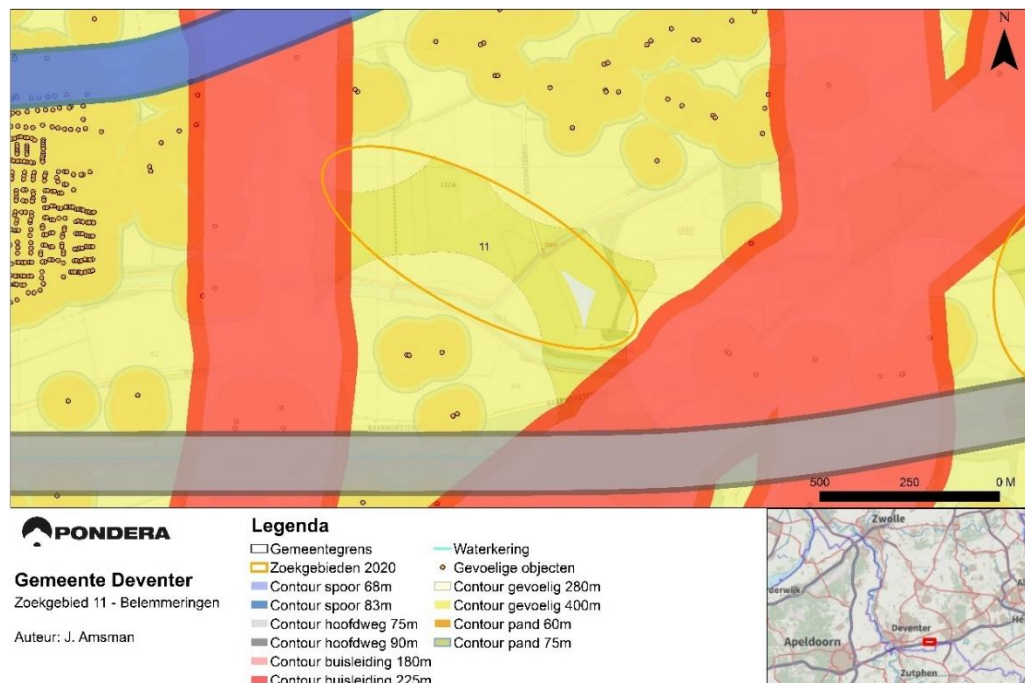 N
11
500
250
0 M
PONDERA
Gemeente Deventer
Zoekgebied 11 - Belemmeringen
Auteur: J. Amsman
Legenda
Gemeentegrens
Zoekgebieden 2020
Contour spoor 68m
Contour spoor 83m
Contour hoofdweg 75m
Contour hoofdweg 90m
Contour buisleiding 180m
Contour buisleiding 225m
Waterkering
Gevoelige objecten
Contour gevoelig 280m
Contour gevoelig 400m
Contour pand 60m
Contour pand 75m
Zwolle
derwijk
Deventer
Apeldoorn
Zutphen